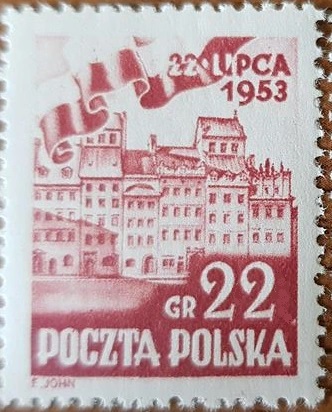 22 LIPCA
1953
GR 22
POCZTA POLSKA
E. JOHN